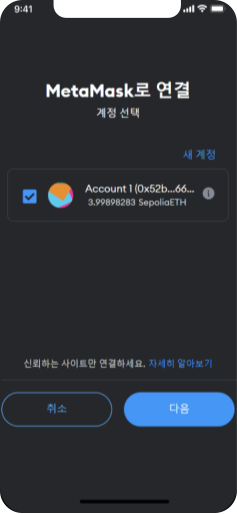 9:41
MetaMask로 연결
계정 선택
새 계정
Account 1 (0x52b...66...
3.99898283 SepoliaETH
신뢰하는 사이트만 연결하세요. 자세히 알아보기
취소
다음